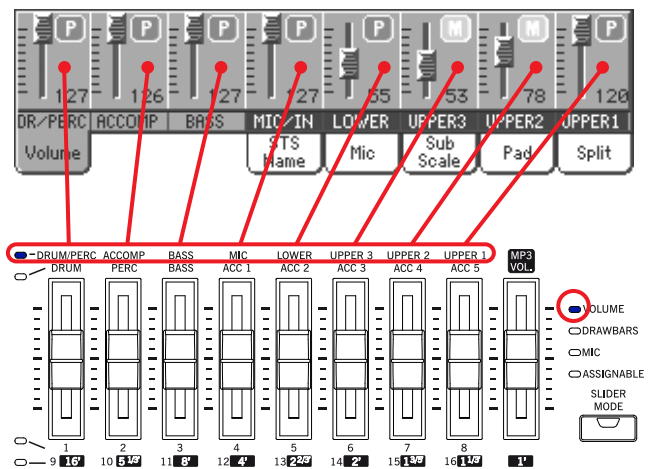 P P P P P M M P
127 126 127 127 55 53 78 120
DR/PERC ACCOMP BASS MIC/IN LOWER UPPER3 UPPER2 UPPER1
Volume STS Name Mic Sub Scale Pad Split
DRUM/PERC ACCOMP BASS MIC LOWER UPPER 3 UPPER 2 UPPER 1 MP3 VOL.
DRUM PERC BASS ACC 1 ACC 2 ACC 3 ACC 4 ACC 5
VOLUME
DRAWBARS
MIC
ASSIGNABLE
SLIDER
MODE
1 2 3 4 5 6 7 8
9 16' 10 5 1/3' 11 8' 12 4' 13 2 2/3' 14 2' 15 1 3/5' 16 1 1/3' 1'